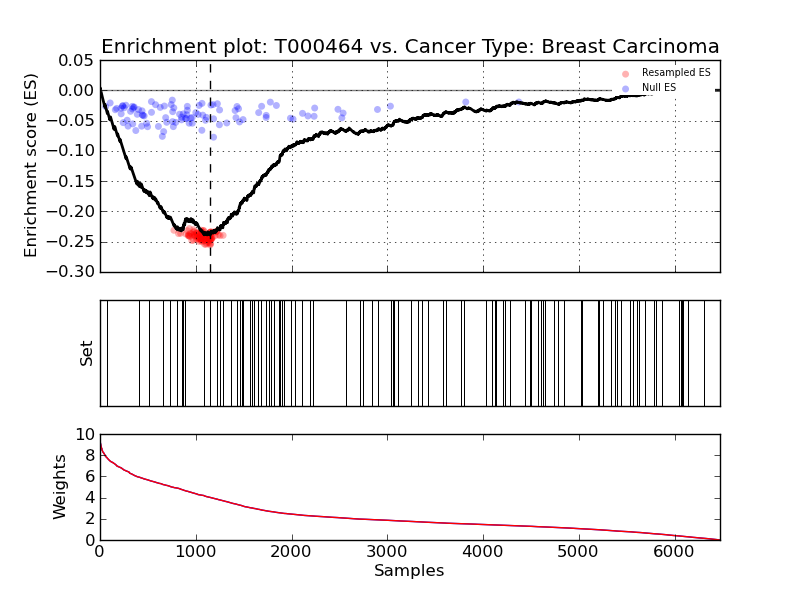 Enrichment plot: T000464 vs. Cancer Type: Breast Carcinoma
Enrichment score (ES)
0.05
0.00
−0.05
−0.10
−0.15
−0.20
−0.25
−0.30
Resampled ES
Null ES
Set
Weights
10
8
6
4
2
0
0 1000 2000 3000 4000 5000 6000
Samples